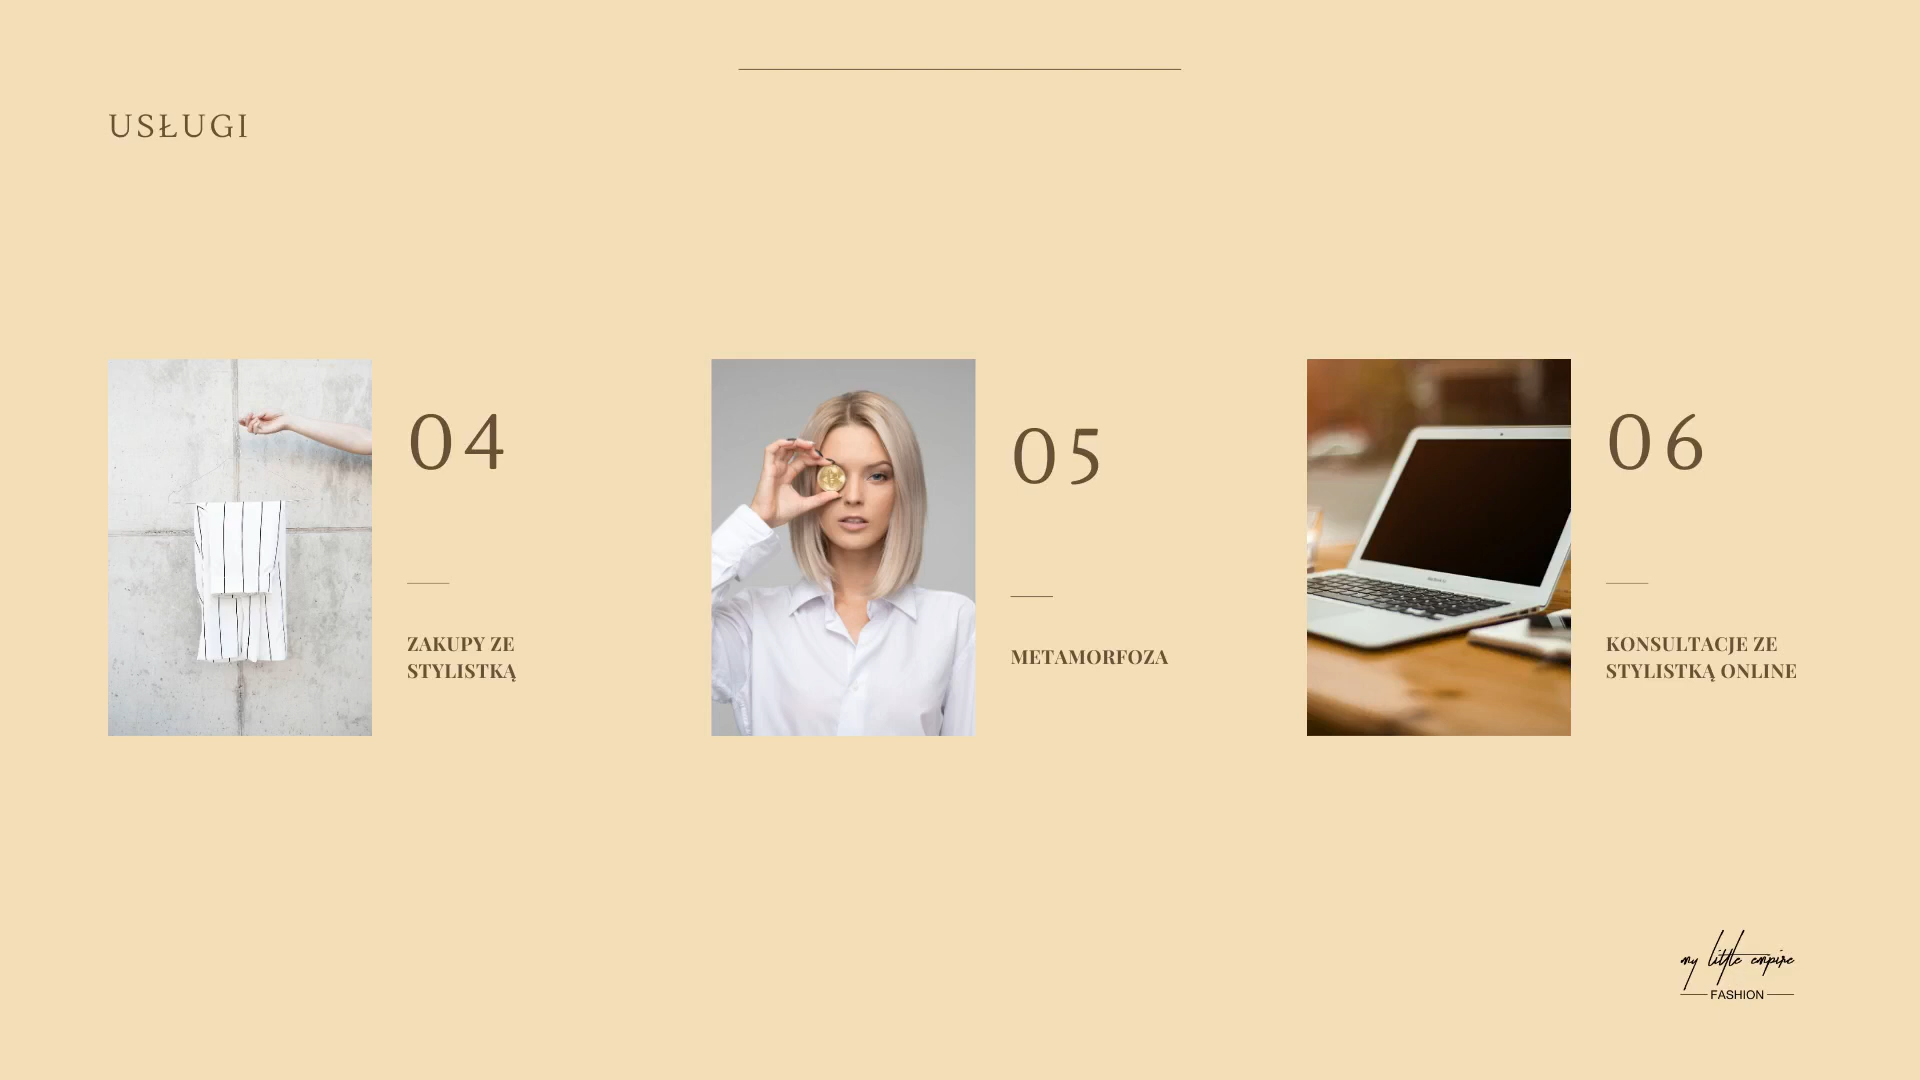 USŁUGI
04
ZAKUPY ZE
STYLISTKĄ
05
METAMORFOZA
06
KONSULTACJE ZE
STYLISTKĄ ONLINE
my little empire
FASHION